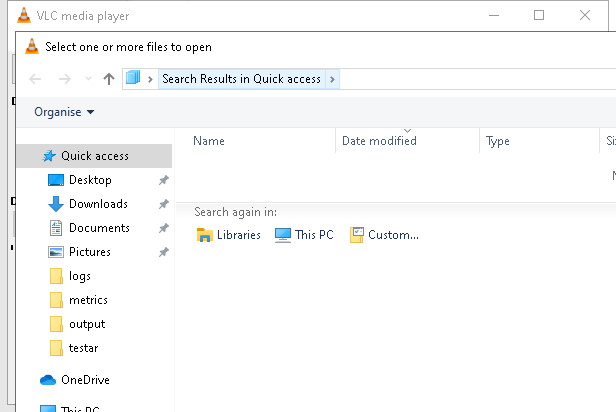 VLC media player
Select one or more files to open
Search Results in Quick access
Organise
Name Date modified Type
Quick access
Desktop
Downloads
Documents
Pictures
logs
metrics
output
testar
OneDrive
This PC
Search again in:
Libraries This PC Custom...